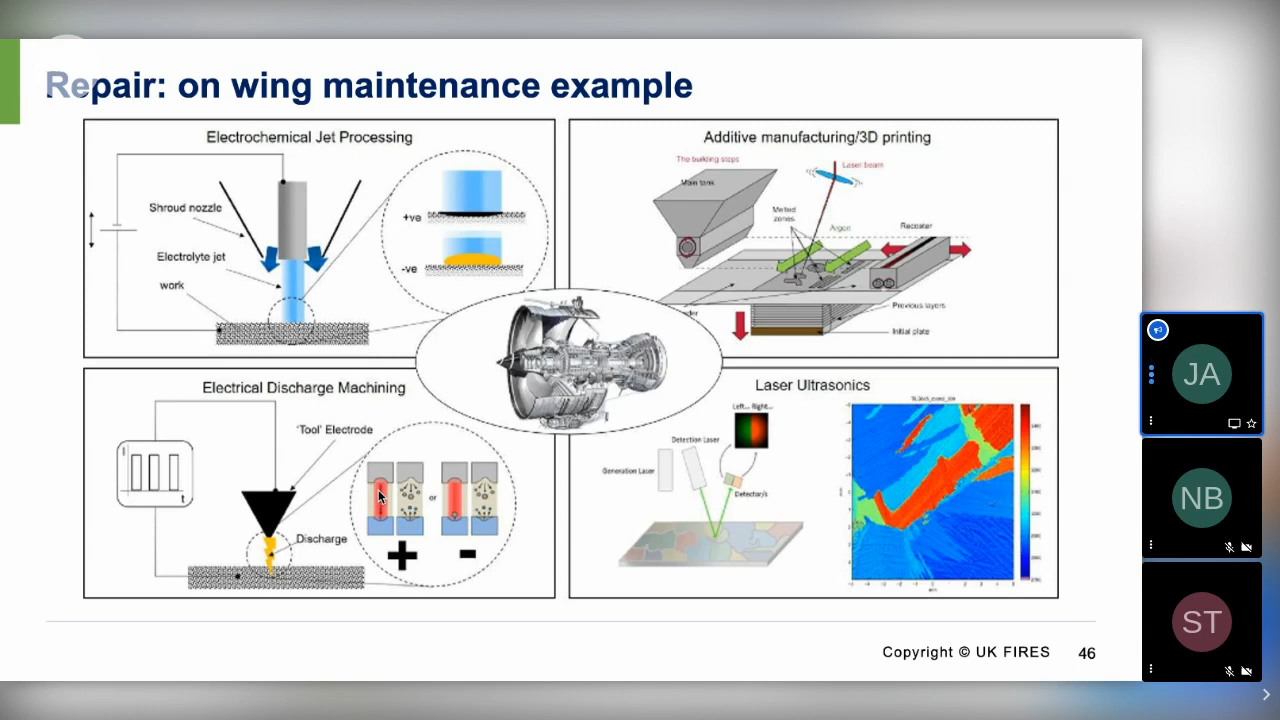 Repair: on wing maintenance example
Electrochemical Jet Processing
Shroud nozzle
Electrolyte jet
work
+ve
-ve
Additive manufacturing/3D printing
The building steps
Laser beam
Main tank
Melted
zones
Argon
Recoater
Previous layers
Initial plate
Electrical Discharge Machining
'Tool' Electrode
I
t
or
Discharge
+
-
Laser Ultrasonics
Left... Right...
Detection Laser
Generation Laser
Detector/s
Copyright © UK FIRES
46
JA
NB
ST